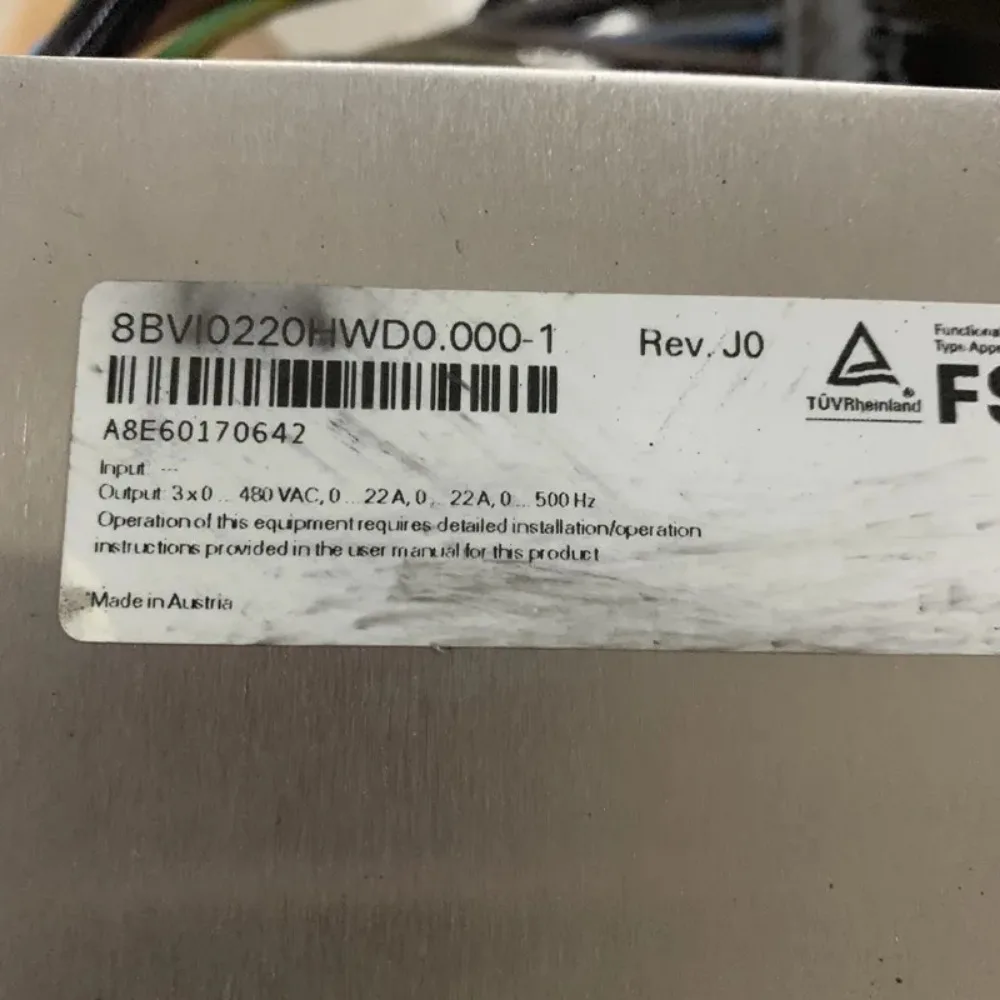 8BVI0220HWD0.000-1
Rev. J0
A8E60170642
Input: ---
Output: 3 x 0 ... 480 VAC, 0 ... 22 A, 0 ... 22 A, 0 ... 500 Hz
Operation of this equipment requires detailed installation/operation
instructions provided in the user manual for this product
Made in Austria
TÜVRheinland
®
Functional
Type
FS